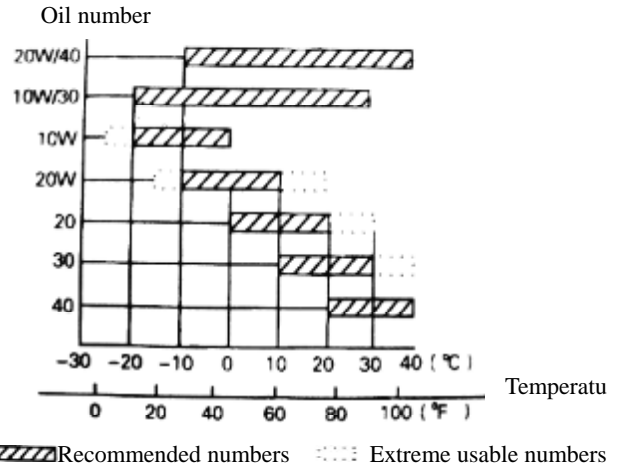 Oil number
20W/40
10W/30
10W
20W
20
30
40
-30 -20 -10 0 10 20 30 40 (°C)
Temperatu
0 20 40 60 80 100 (°F)
Recommended numbers Extreme usable numbers